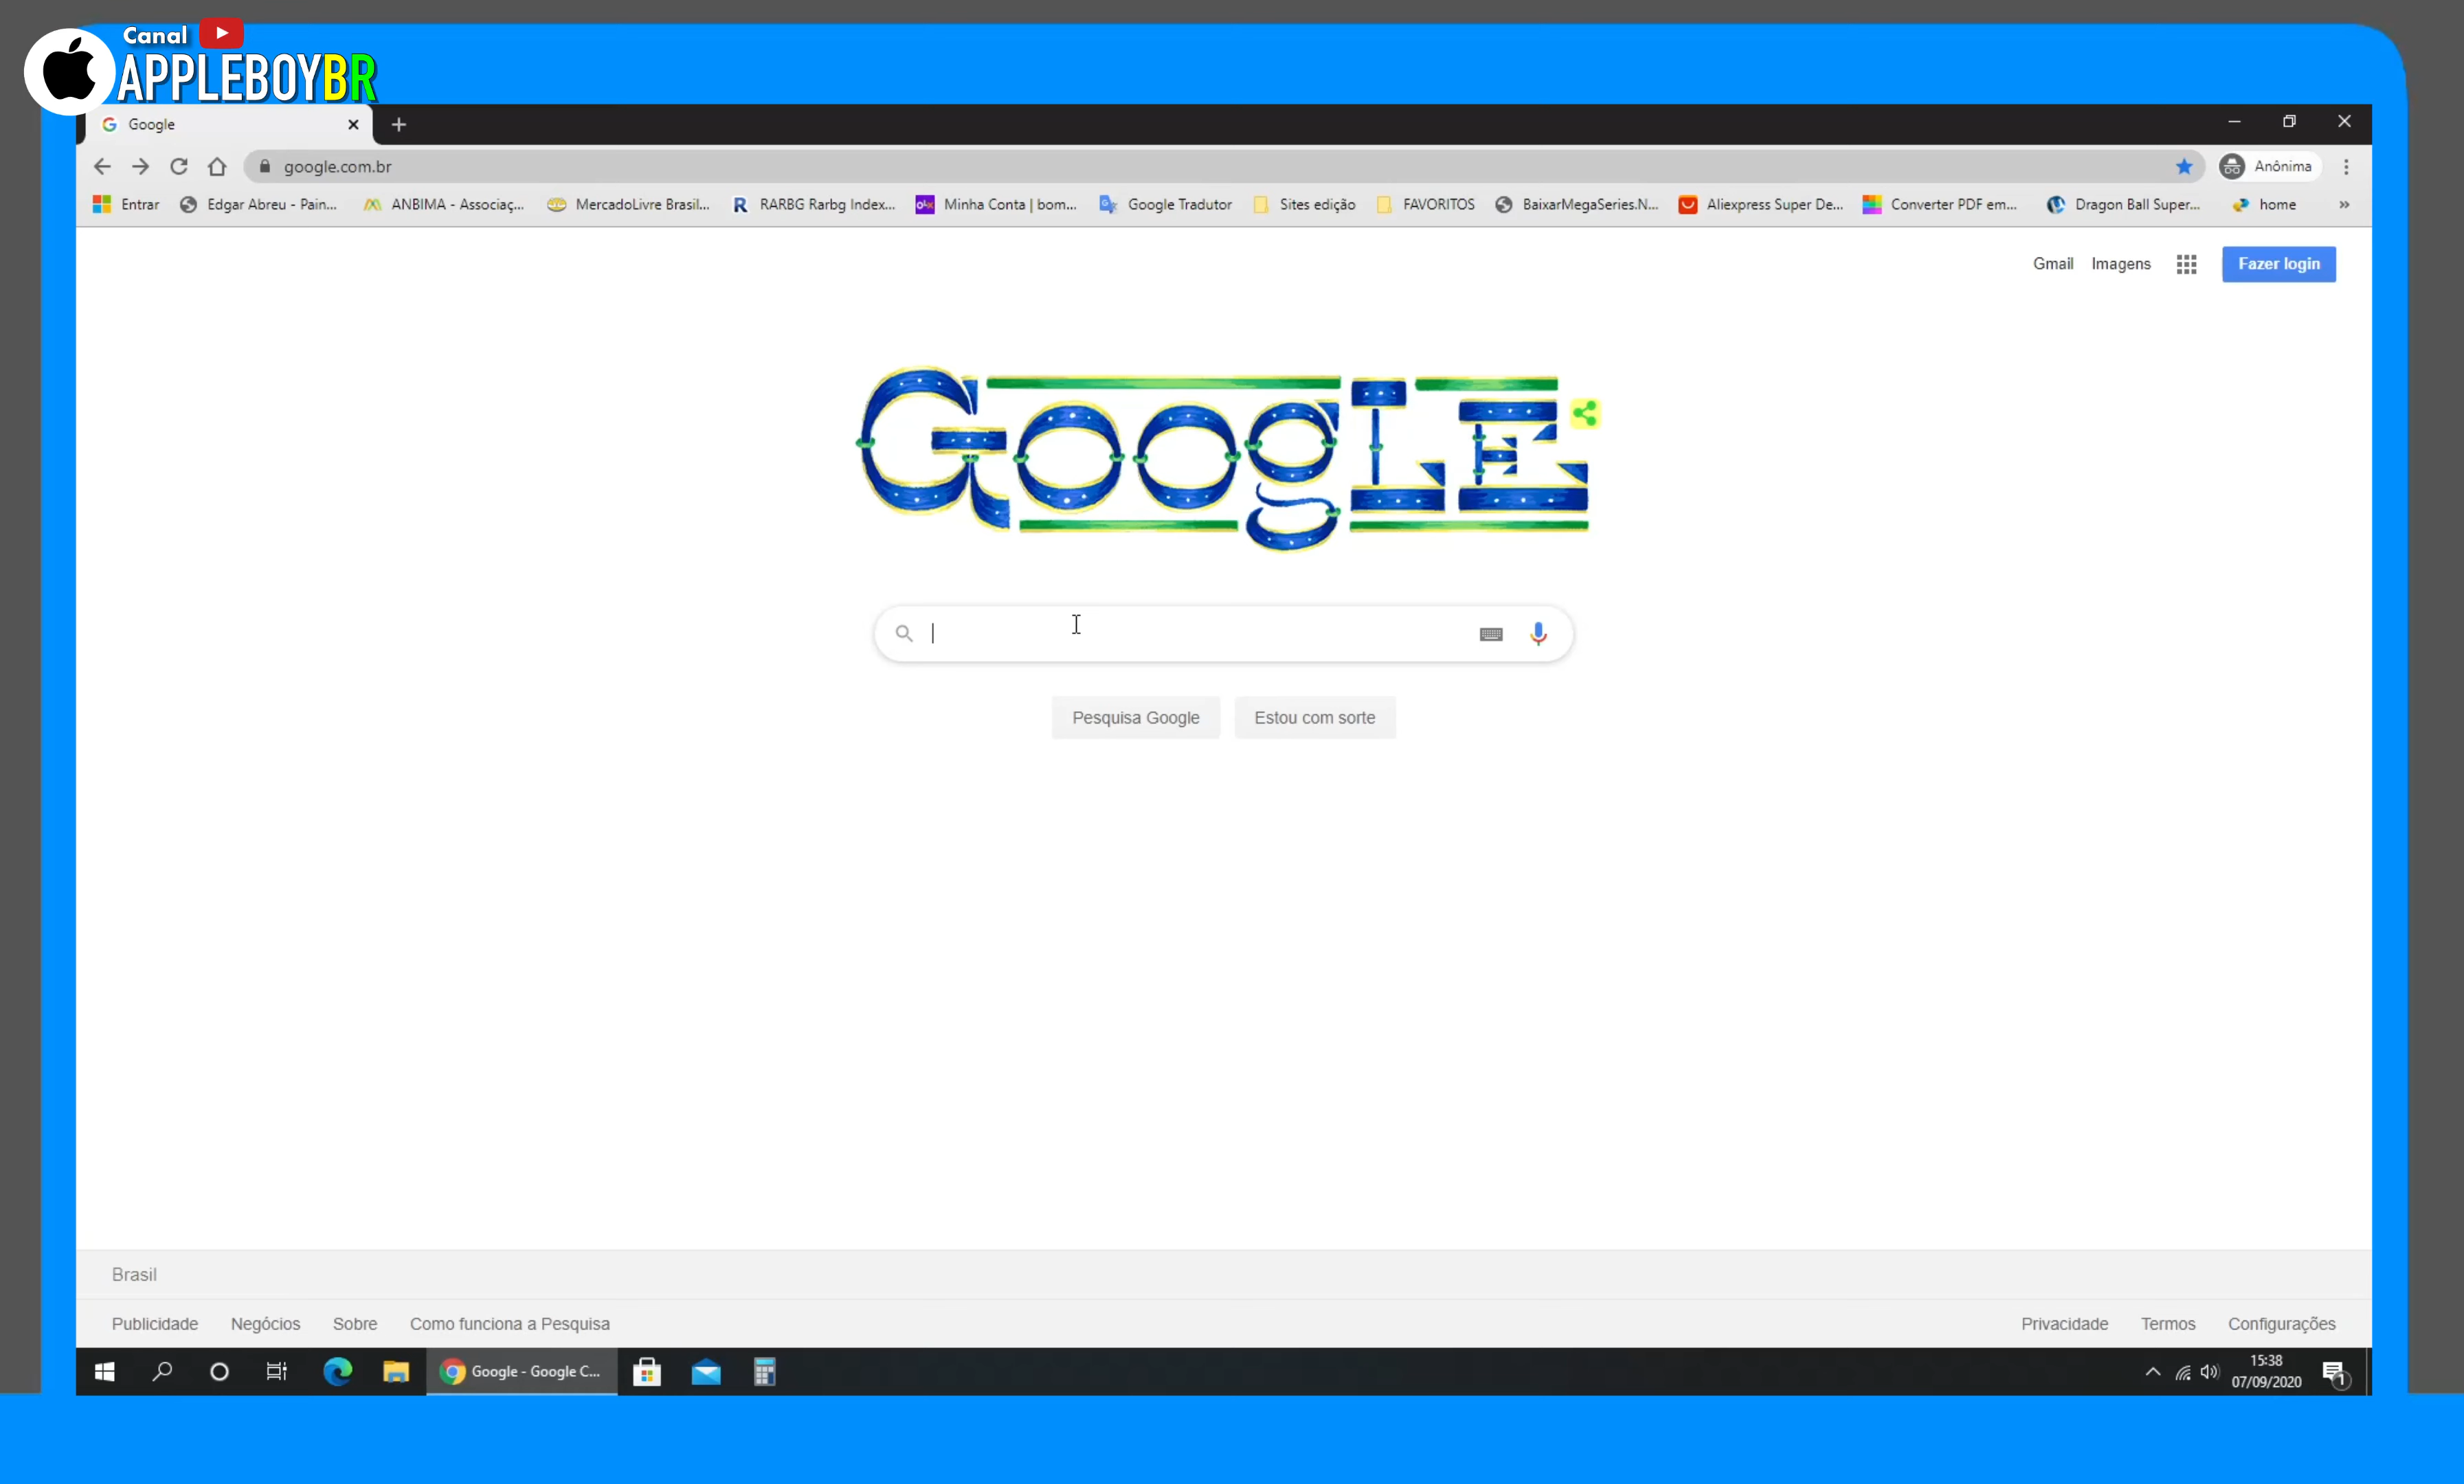 Canal
APPLEBOYBR
Google
google.com.br
Anônima
Entrar
Edgar Abreu - Pain...
ANBIMA - Associaç...
MercadoLivre Brasil...
RARBG Rarbg Index...
Minha Conta | bom...
Google Tradutor
Sites edição
FAVORITOS
BaixarMegaSeries.N...
Aliexpress Super De...
Converter PDF em...
Dragon Ball Super...
home
Gmail
Imagens
Fazer login
GOOgLE
Pesquisa Google
Estou com sorte
Brasil
Publicidade
Negócios
Sobre
Como funciona a Pesquisa
Privacidade
Termos
Configurações
Google - Google C...
15:38
07/09/2020
1